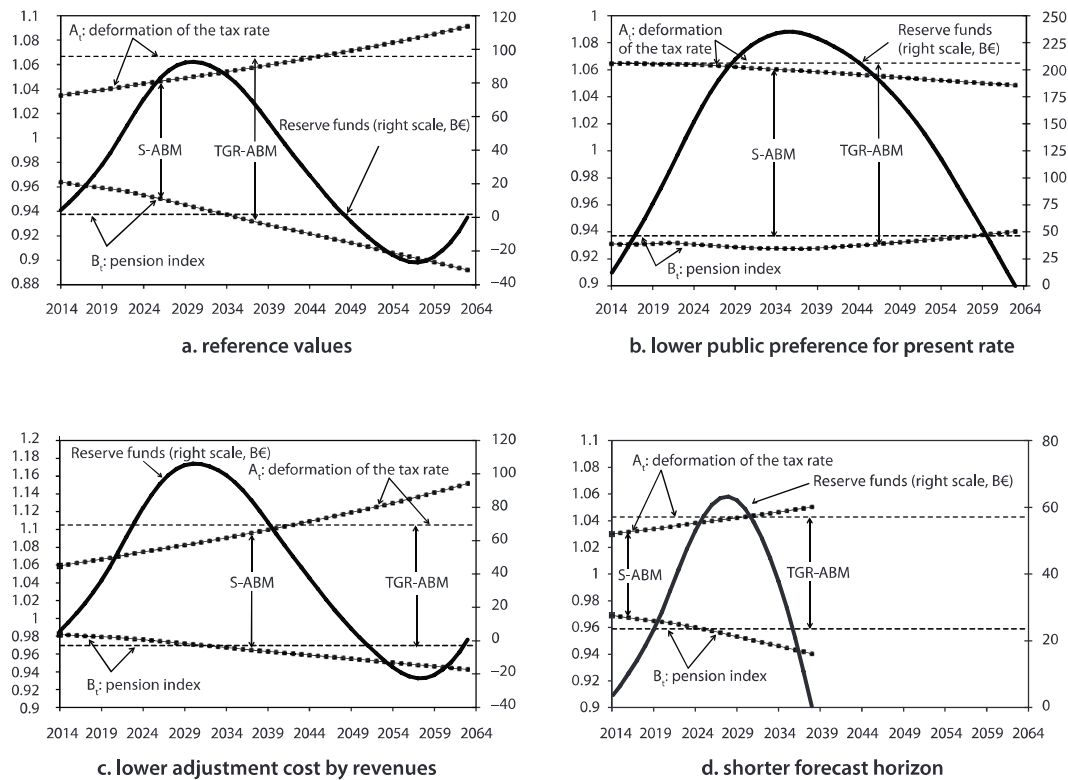 1.1
1.08
1.06
1.04
1.02
1
0.98
0.96
0.94
0.92
0.9
0.88
Aₜ: deformation of the tax rate
S-ABM
TGR-ABM
Reserve funds (right scale, B€)
Bₜ: pension index
120
100
80
60
40
20
0
−20
−40
2014 2019 2024 2029 2034 2039 2044 2049 2054 2059 2064
a. reference values
1
1.08
1.06
1.04
1.02
1
0.98
0.96
0.94
0.92
0.9
Aₜ: deformation
of the tax rate
Reserve funds
(right scale, B€)
S-ABM
TGR-ABM
Bₜ: pension index
250
200
150
100
50
0
2014 2019 2024 2029 2034 2039 2044 2049 2054 2059 2064
b. lower public preference for present rate
1.2
1.18
1.16
1.14
1.12
1.1
1.08
1.06
1.04
1.02
1
0.98
0.96
0.94
0.92
0.9
Reserve funds (right scale, B€)
Aₜ: deformation of the tax rate
S-ABM
TGR-ABM
Bₜ: pension index
120
100
80
60
40
20
0
−20
−40
2014 2019 2024 2029 2034 2039 2044 2049 2054 2059 2064
c. lower adjustment cost by revenues
1.1
1.08
1.06
1.04
1.02
1
0.98
0.96
0.94
0.92
0.9
Aₜ: deformation of the tax rate
Reserve funds (right scale, B€)
S-ABM
TGR-ABM
Bₜ: pension index
80
60
40
20
0
2014 2019 2024 2029 2034 2039 2044 2049 2054 2059 2064
d. shorter forecast horizon